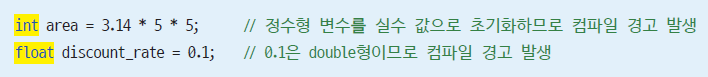 int area = 3.14 * 5 * 5;     // 정수형 변수를 실수 값으로 초기화하므로 컴파일 경고 발생
float discount_rate = 0.1;   // 0.1은 double형이므로 컴파일 경고 발생